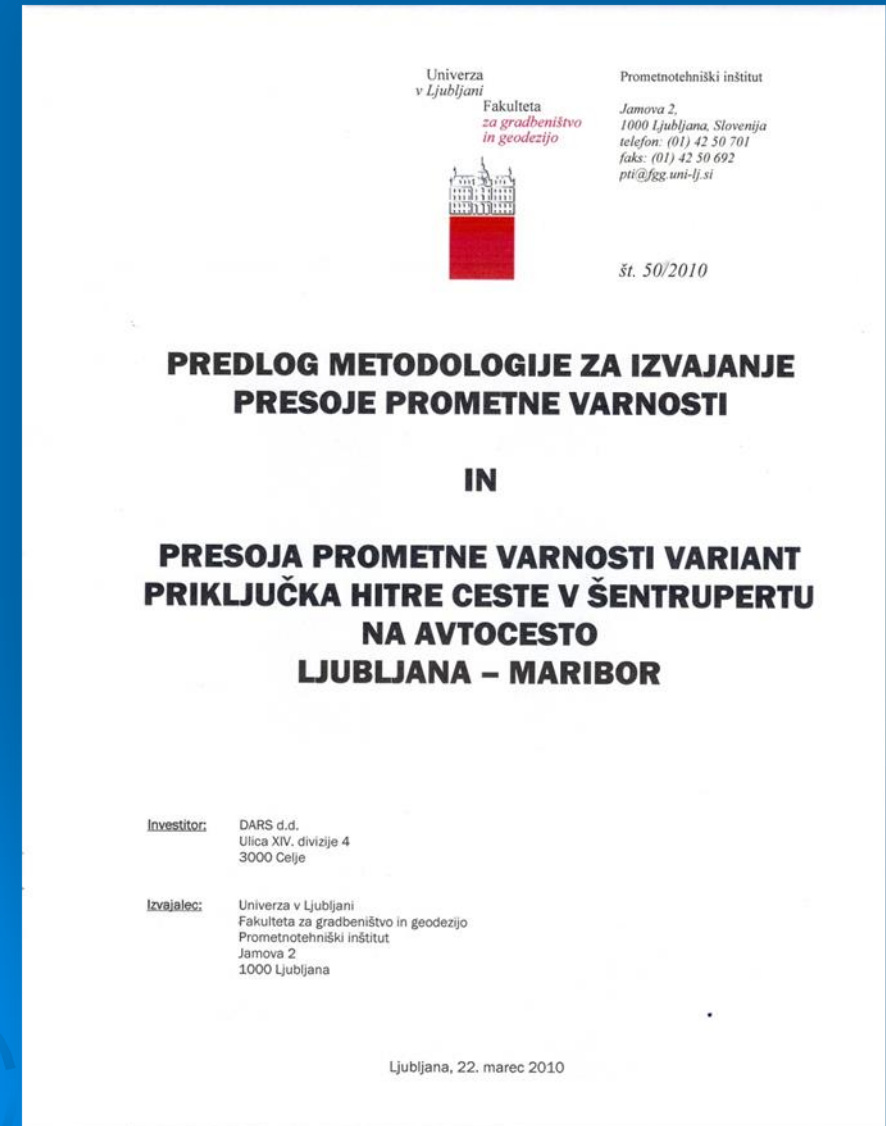 Univerza
v Ljubljani
Fakulteta
za gradbeništvo
in geodezijo
Prometnotehniški inštitut
Jamova 2,
1000 Ljubljana, Slovenija
telefon: (01) 42 50 701
faks: (01) 42 50 692
pti@fgg.uni-lj.si
št. 50/2010
PREDLOG METODOLOGIJE ZA IZVAJANJE
PRESOJE PROMETNE VARNOSTI
IN
PRESOJA PROMETNE VARNOSTI VARIANT
PRIKLJUČKA HITRE CESTE V ŠENTRUPERTU
NA AVTOCESTO
LJUBLJANA – MARIBOR
Investitor: DARS d.d.
Ulica XIV. divizije 4
3000 Celje
Izvajalec: Univerza v Ljubljani
Fakulteta za gradbeništvo in geodezijo
Prometnotehniški inštitut
Jamova 2
1000 Ljubljana
Ljubljana, 22. marec 2010